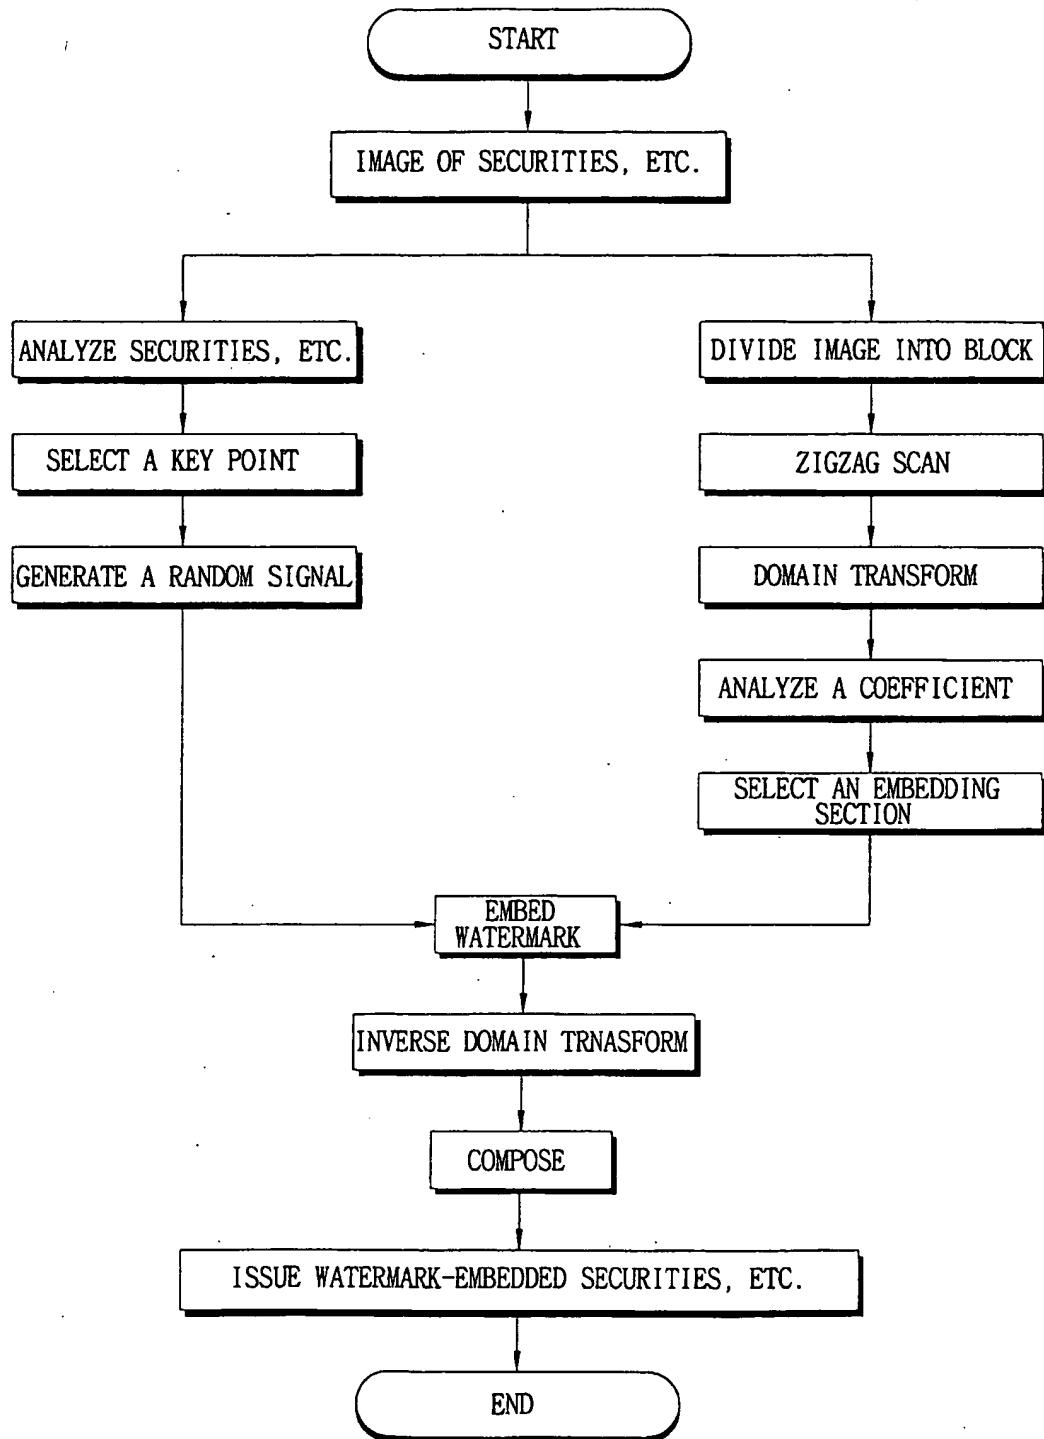 START
IMAGE OF SECURITIES, ETC.
ANALYZE SECURITIES, ETC.
SELECT A KEY POINT
GENERATE A RANDOM SIGNAL
DIVIDE IMAGE INTO BLOCK
ZIGZAG SCAN
DOMAIN TRANSFORM
ANALYZE A COEFFICIENT
SELECT AN EMBEDDING
SECTION
EMBED
WATERMARK
INVERSE DOMAIN TRNASFORM
COMPOSE
ISSUE WATERMARK-EMBEDDED SECURITIES, ETC.
END